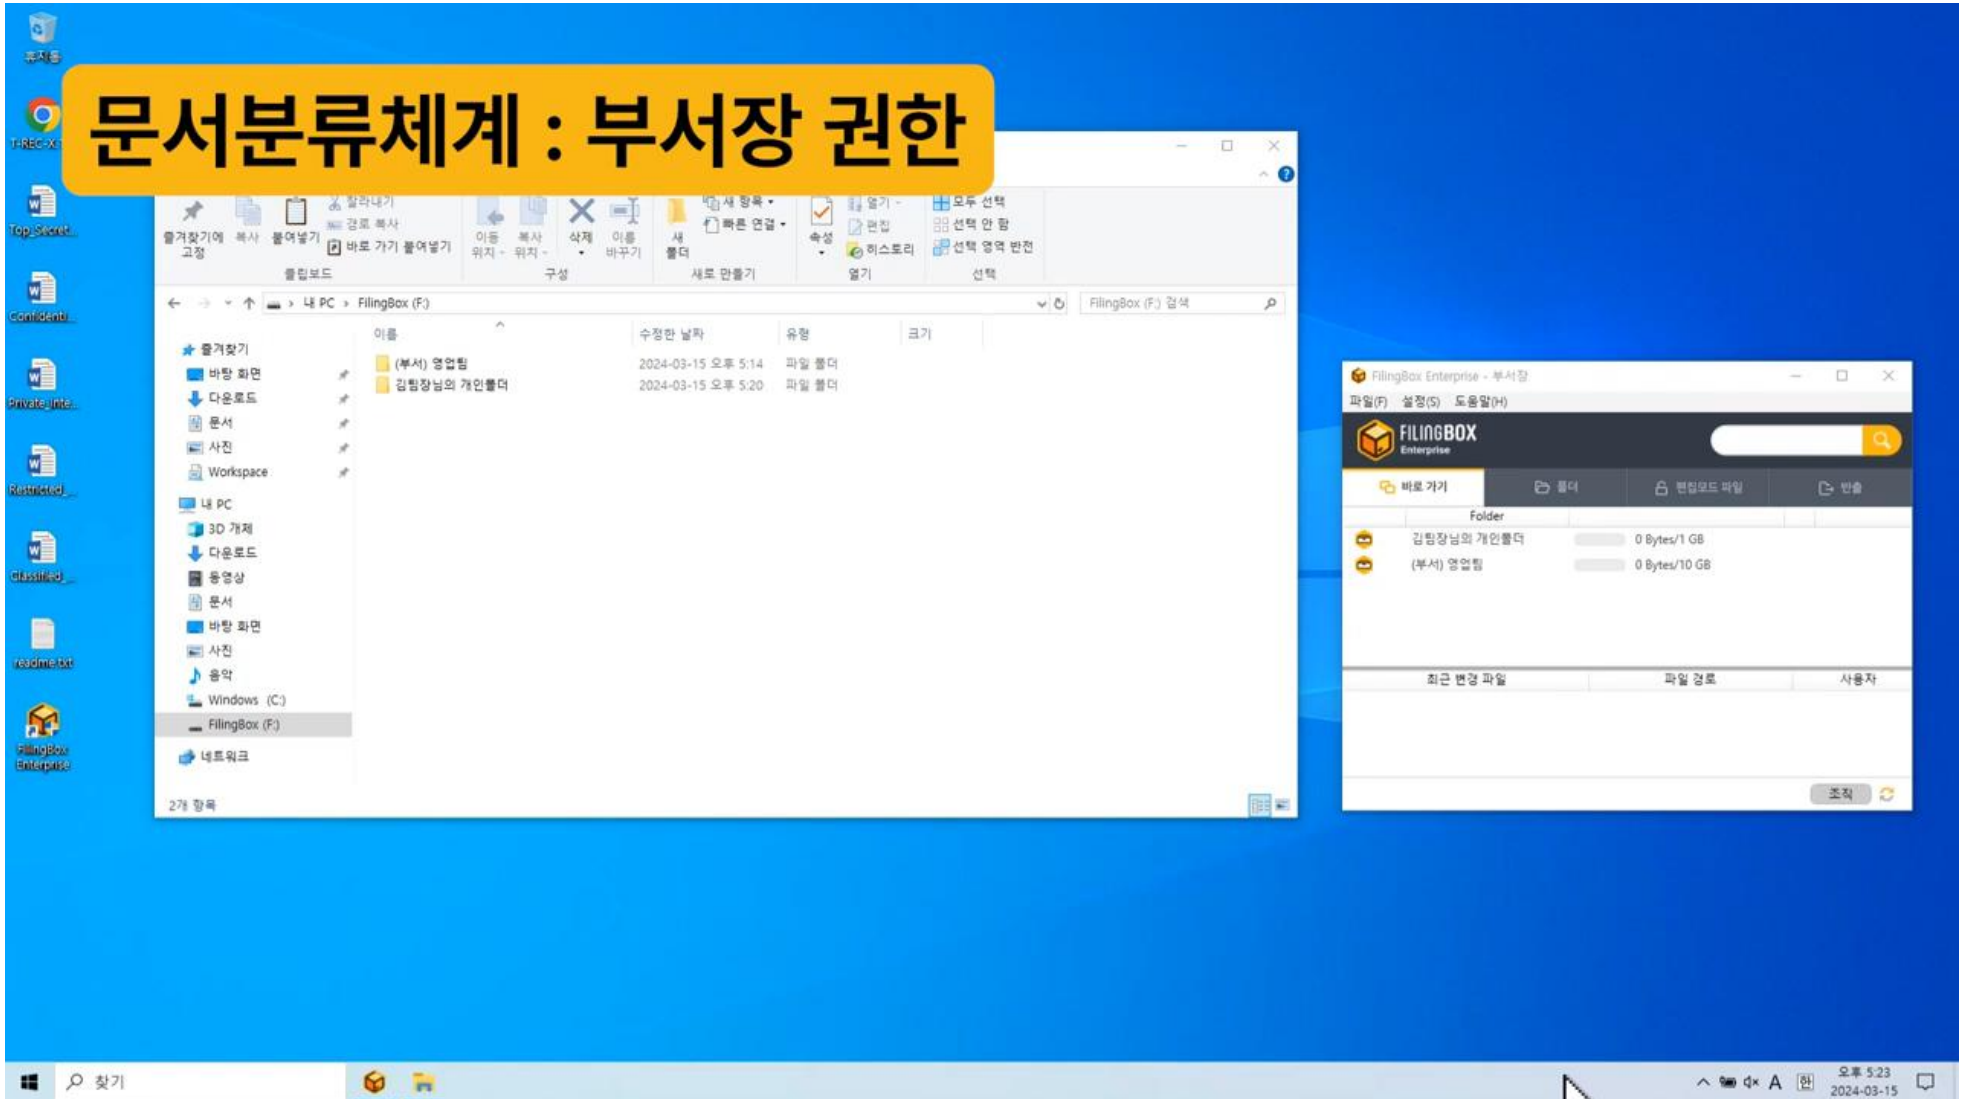 휴지통
문서분류체계 : 부서장 권한
Top_Secret...
Confidenti...
Private_Inte...
Restricted_...
Classified_...
readme.txt
FilingBox
Enterprise
즐겨찾기에
고정
복사
붙여넣기
잘라내기
경로 복사
바로 가기 붙여넣기
클립보드
이동
위치
복사
위치
삭제
이름
바꾸기
구성
새
폴더
새 항목
빠른 연결
새로 만들기
속성
열기
편집
히스토리
열기
모두 선택
선택 안 함
선택 영역 반전
선택
내 PC > FilingBox (F:)
FilingBox (F:) 검색
즐겨찾기
바탕 화면
다운로드
문서
사진
Workspace
내 PC
3D 개체
다운로드
동영상
문서
바탕 화면
사진
음악
Windows (C:)
FilingBox (F:)
네트워크
이름 수정한 날짜 유형 크기
(부서) 영업팀 2024-03-15 오후 5:14 파일 폴더
김팀장님의 개인폴더 2024-03-15 오후 5:20 파일 폴더
2개 항목
FilingBox Enterprise - 부서장
파일(F) 설정(S) 도움말(H)
FILINGBOX
Enterprise
바로 가기 폴더 편집모드 파일 반출
Folder
김팀장님의 개인폴더 0 Bytes/1 GB
(부서) 영업팀 0 Bytes/10 GB
최근 변경 파일 파일 경로 사용자
조직
찾기
A 한
오후 5:23
2024-03-15